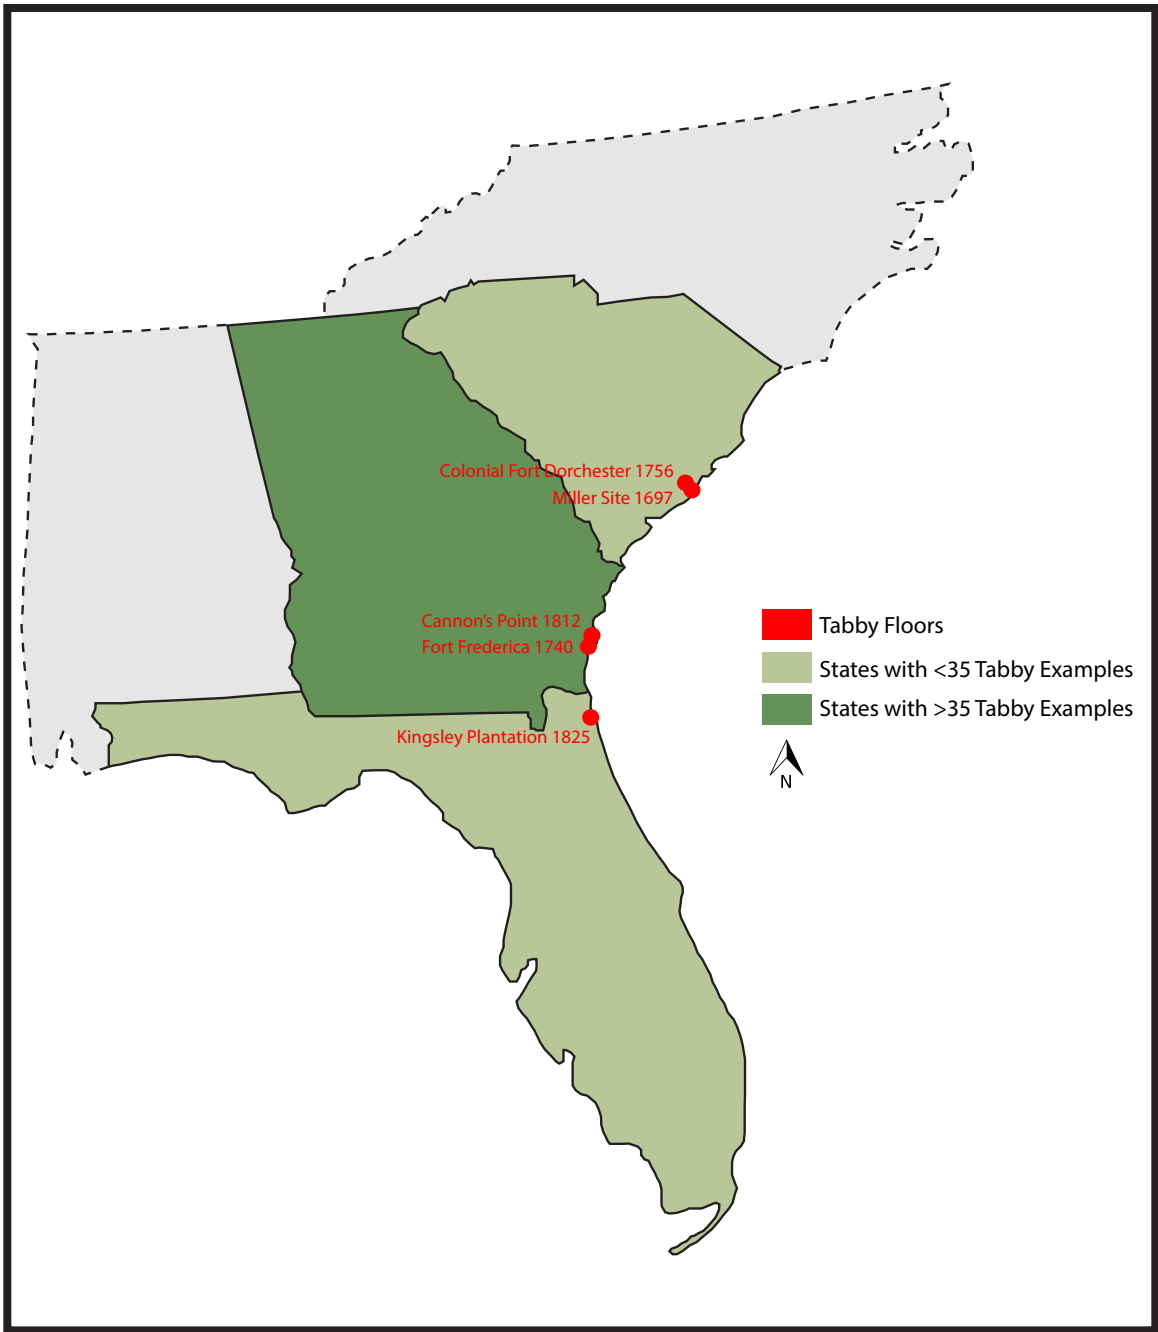 Colonial Fort Dorchester 1756
Miller Site 1697
Cannon's Point 1812
Fort Frederica 1740
Kingsley Plantation 1825
Tabby Floors
States with <35 Tabby Examples
States with >35 Tabby Examples
N